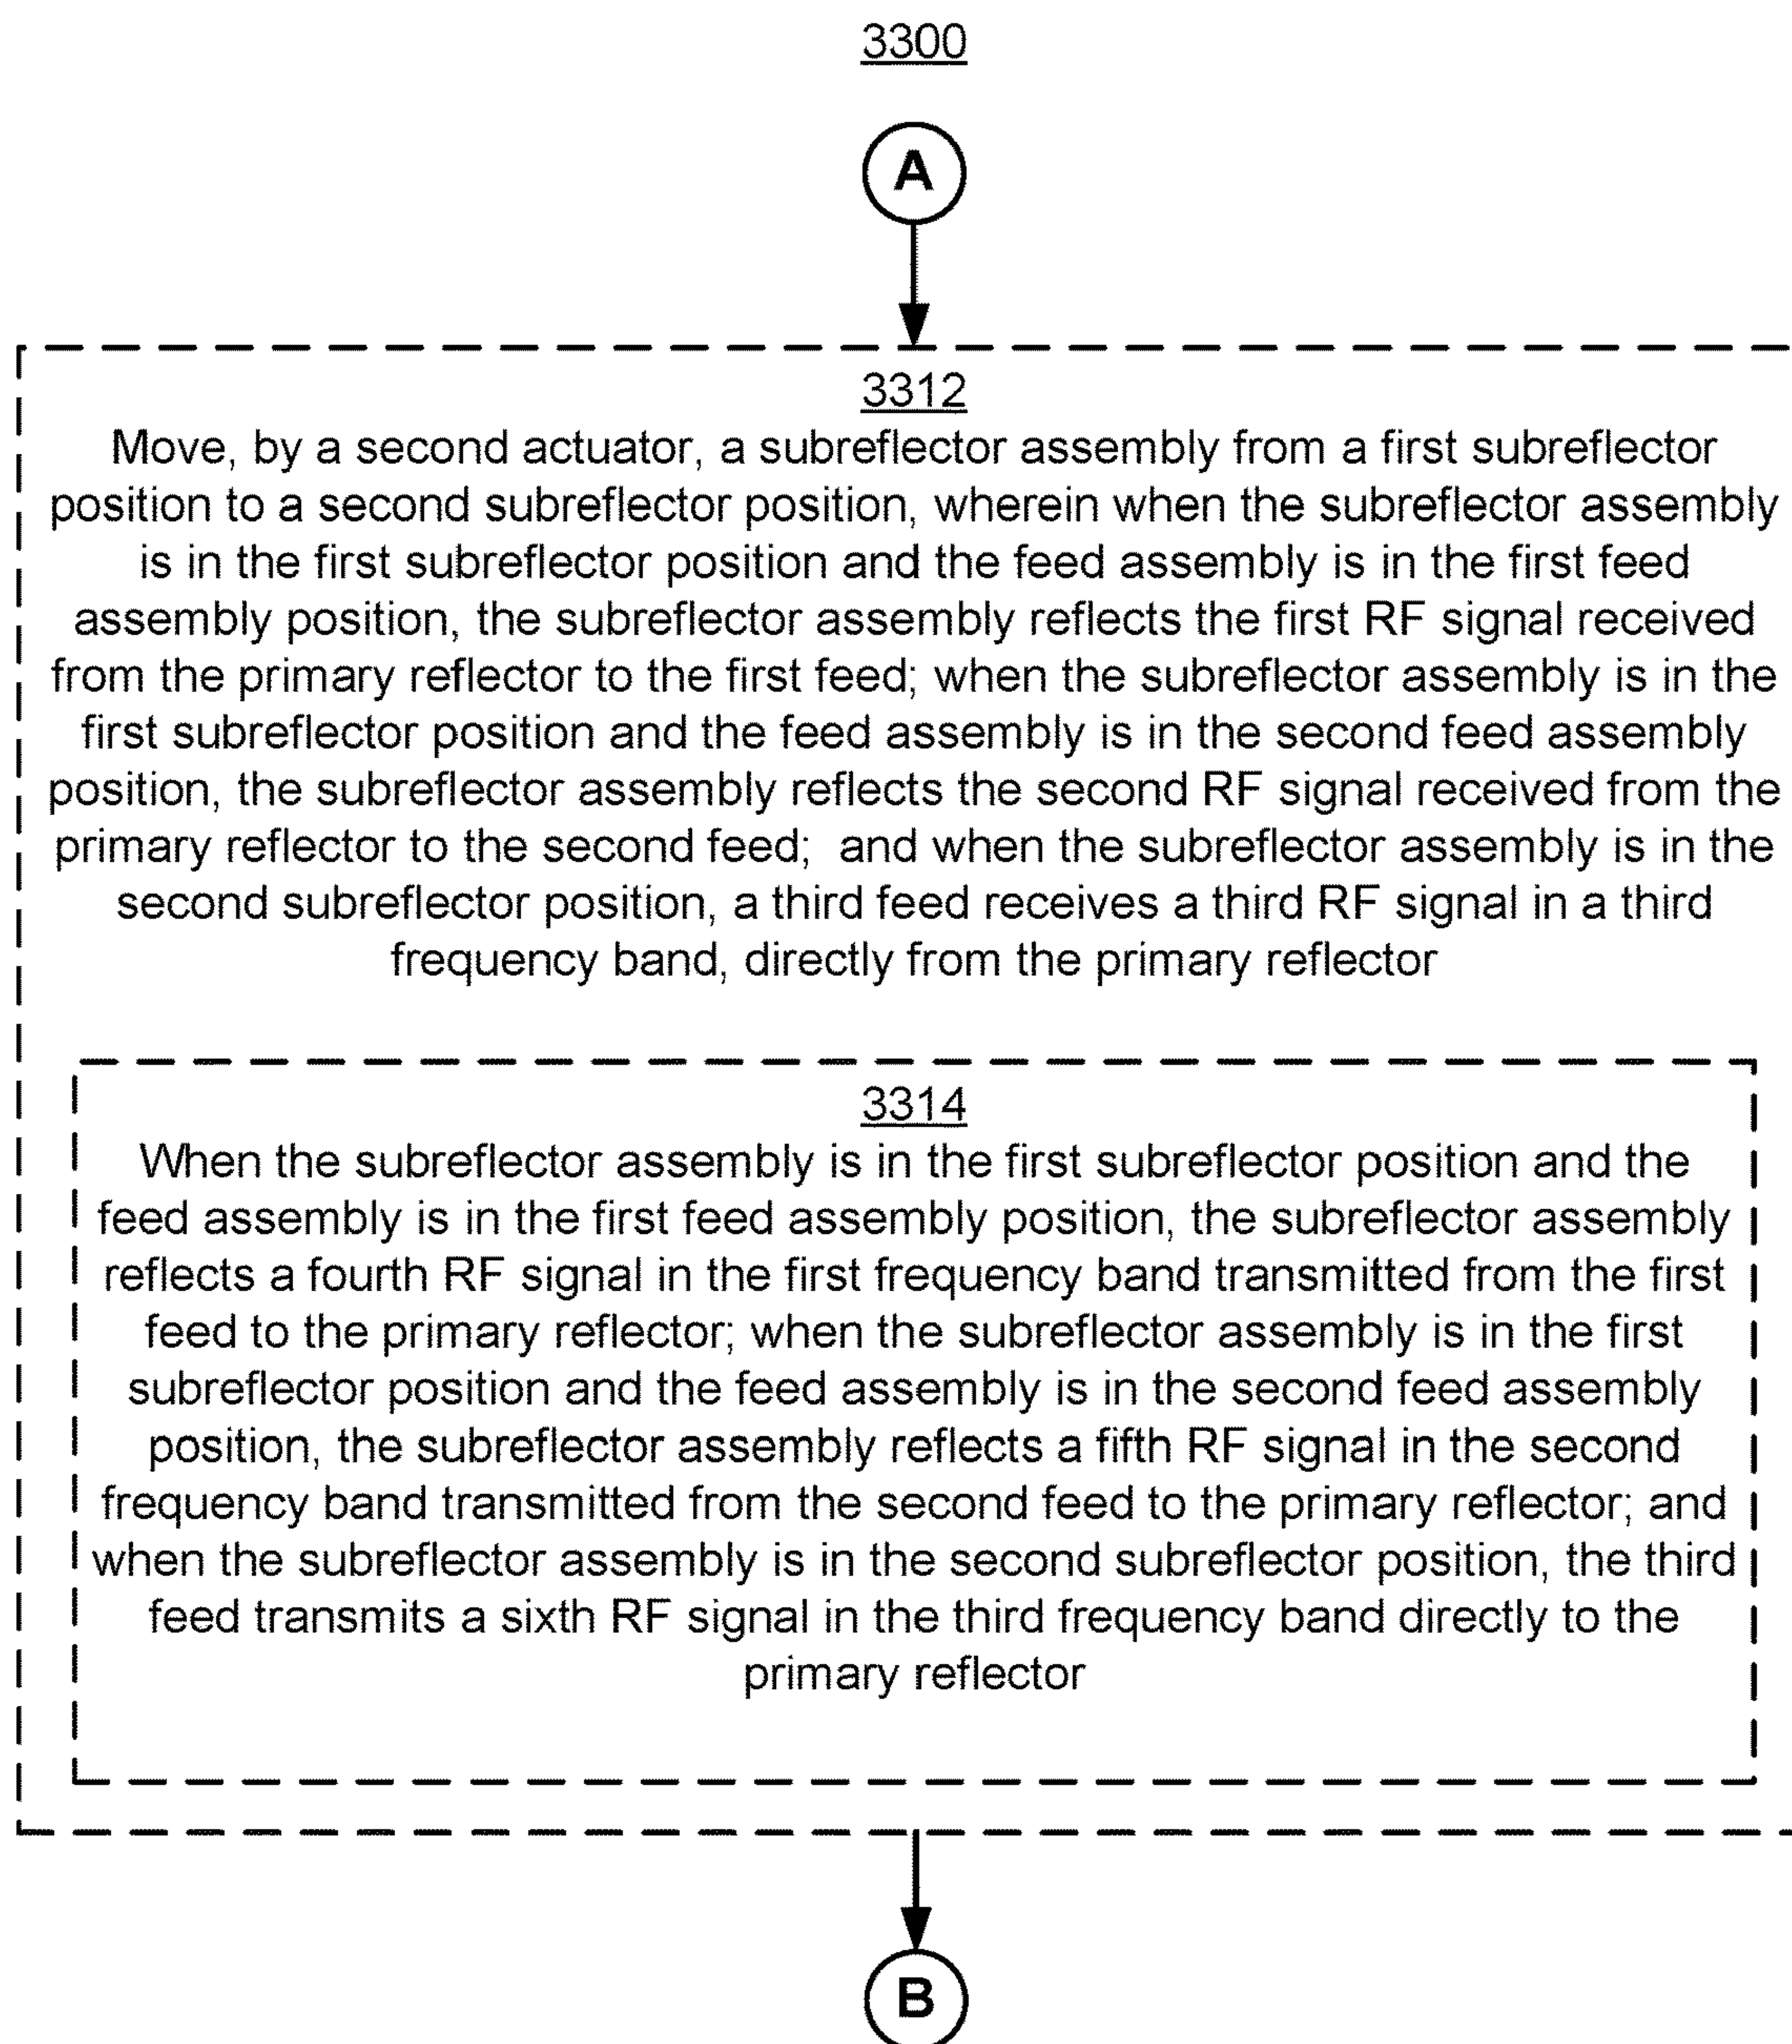 3300
A
3312
Move, by a second actuator, a subreflector assembly from a first subreflector
position to a second subreflector position, wherein when the subreflector assembly
is in the first subreflector position and the feed assembly is in the first feed
assembly position, the subreflector assembly reflects the first RF signal received
from the primary reflector to the first feed; when the subreflector assembly is in the
first subreflector position and the feed assembly is in the second feed assembly
position, the subreflector assembly reflects the second RF signal received from the
primary reflector to the second feed;  and when the subreflector assembly is in the
second subreflector position, a third feed receives a third RF signal in a third
frequency band, directly from the primary reflector
3314
When the subreflector assembly is in the first subreflector position and the
feed assembly is in the first feed assembly position, the subreflector assembly
reflects a fourth RF signal in the first frequency band transmitted from the first
feed to the primary reflector; when the subreflector assembly is in the first
subreflector position and the feed assembly is in the second feed assembly
position, the subreflector assembly reflects a fifth RF signal in the second
frequency band transmitted from the second feed to the primary reflector; and
when the subreflector assembly is in the second subreflector position, the third
feed transmits a sixth RF signal in the third frequency band directly to the
primary reflector
B